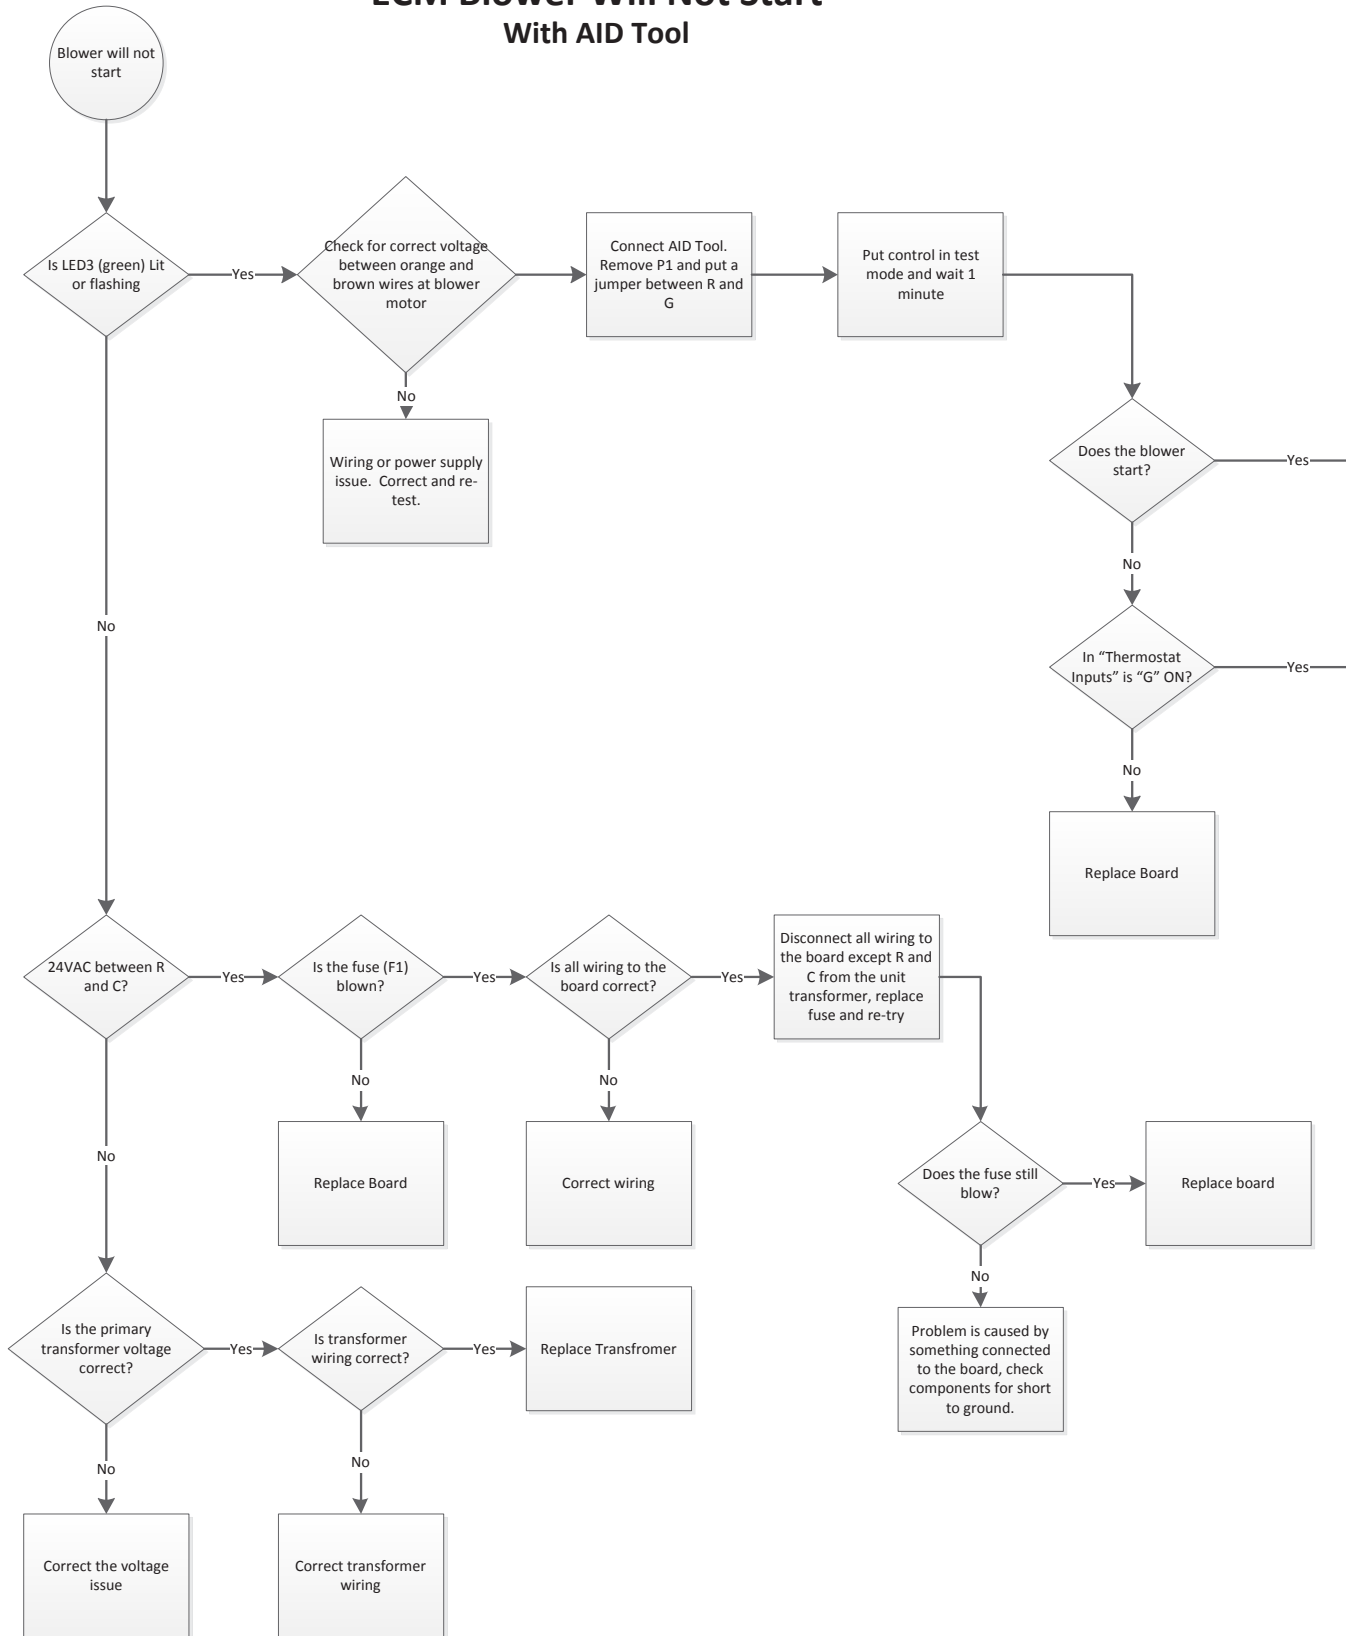 ECM Blower Will Not Start
With AID Tool
Blower will not
start
Is LED3 (green) Lit
or flashing
Yes
Check for correct voltage
between orange and
brown wires at blower
motor
Connect AID Tool.
Remove P1 and put a
jumper between R and
G
Put control in test
mode and wait 1
minute
No
Wiring or power supply
issue. Correct and re-
test.
Does the blower
start?
Yes
No
In “Thermostat
Inputs” is “G” ON?
Yes
No
Replace Board
No
24VAC between R
and C?
Yes
Is the fuse (F1)
blown?
Yes
Is all wiring to the
board correct?
Yes
Disconnect all wiring to
the board except R and
C from the unit
transformer, replace
fuse and re-try
No
Replace Board
No
Correct wiring
Does the fuse still
blow?
Yes
Replace board
No
Problem is caused by
something connected
to the board, check
components for short
to ground.
No
Is the primary
transformer voltage
correct?
Yes
Is transformer
wiring correct?
Yes
Replace Transfromer
No
Correct the voltage
issue
No
Correct transformer
wiring